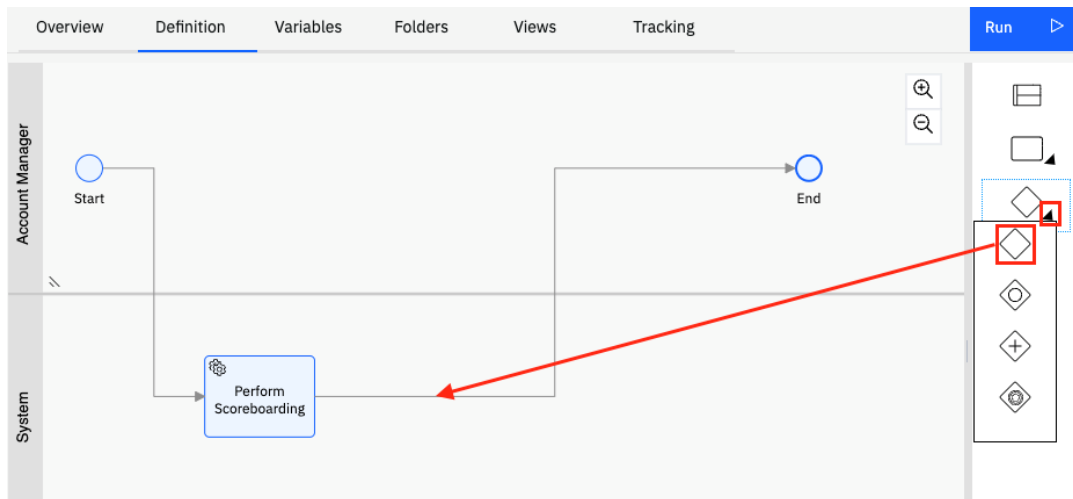 Overview Definition Variables Folders Views Tracking Run
Account Manager
Start
End
System
Perform
Scoreboarding